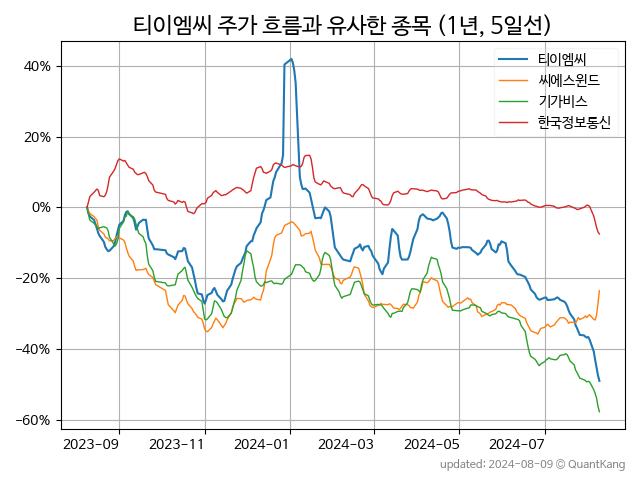 티이엠씨 주가 흐름과 유사한 종목 (1년, 5일선)
티이엠씨
씨에스윈드
기가비스
한국정보통신
40%
20%
0%
−20%
−40%
−60%
2023-09 2023-11 2024-01 2024-03 2024-05 2024-07
updated: 2024-08-09 © QuantKang